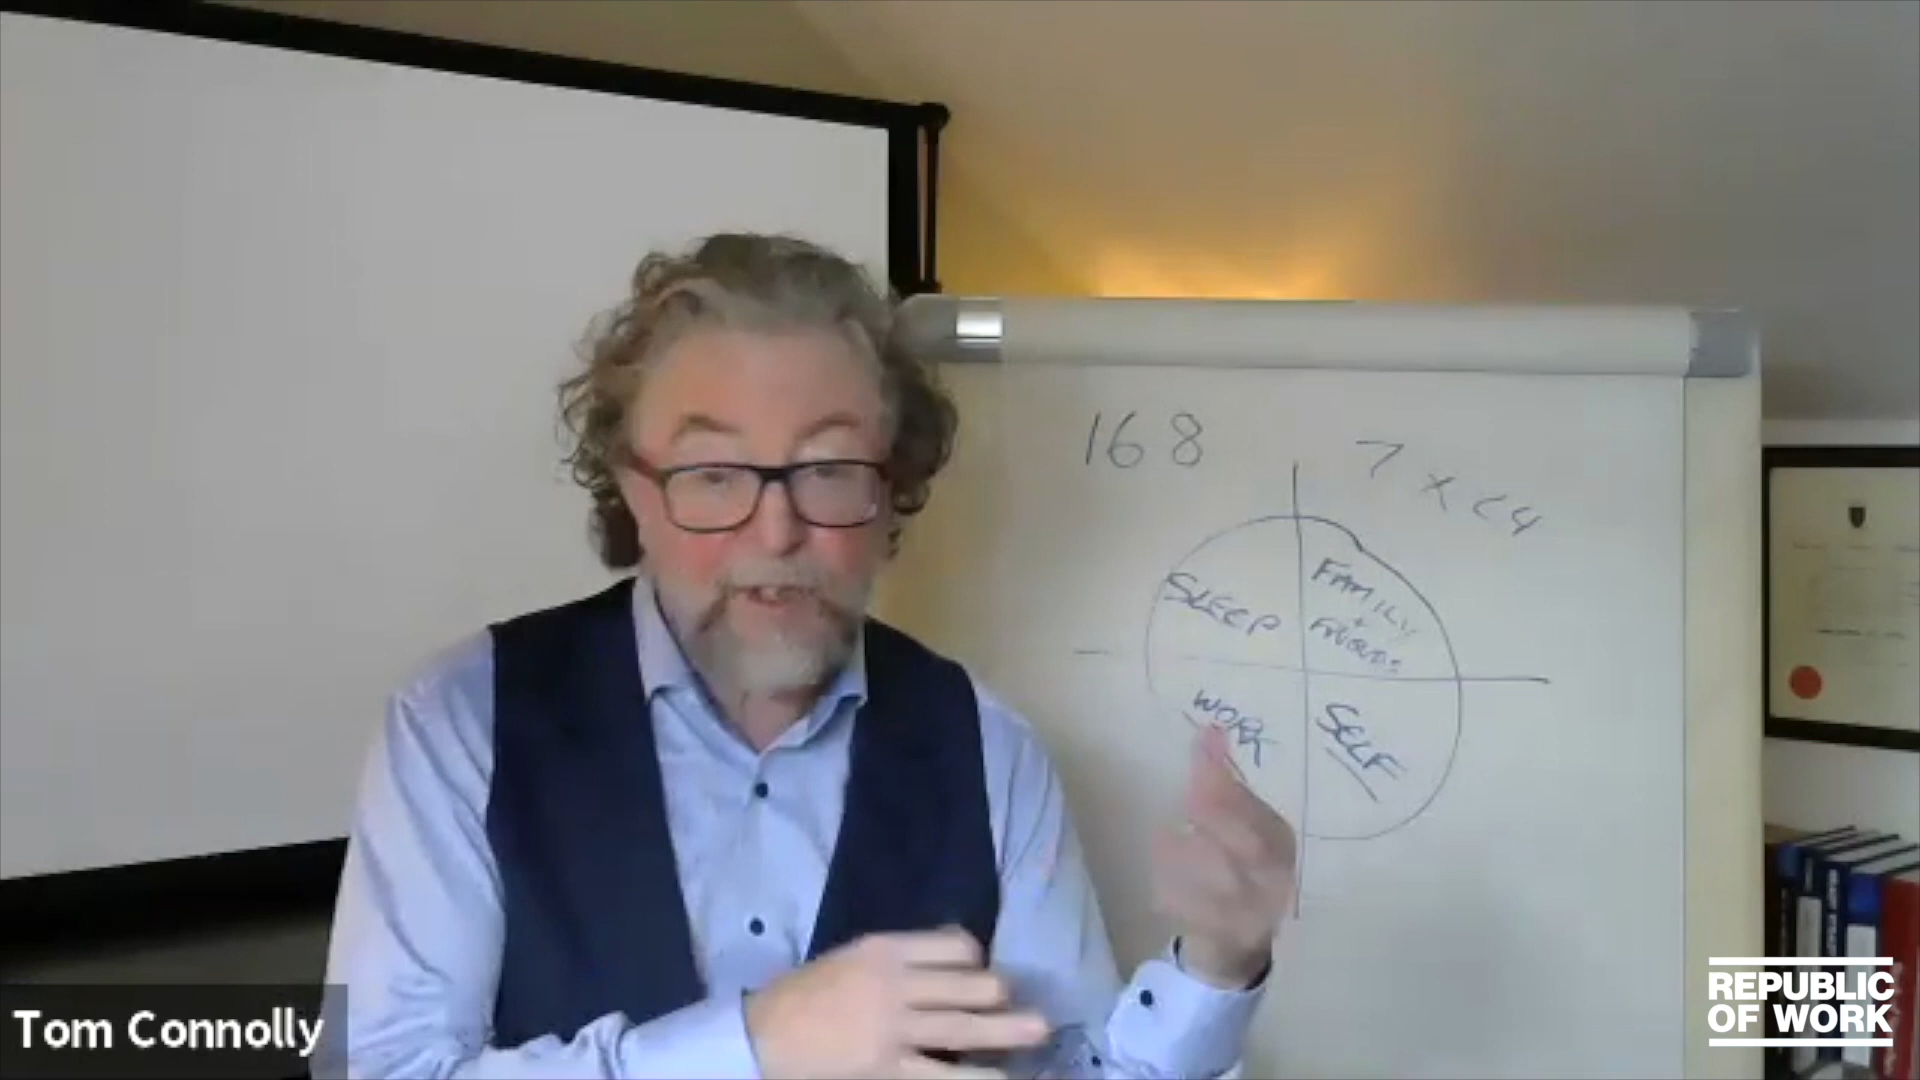 168
7 x 24
SLEEP
FAMILY
+
FRIENDS
WORK
SELF
Tom Connolly
REPUBLIC
OF WORK